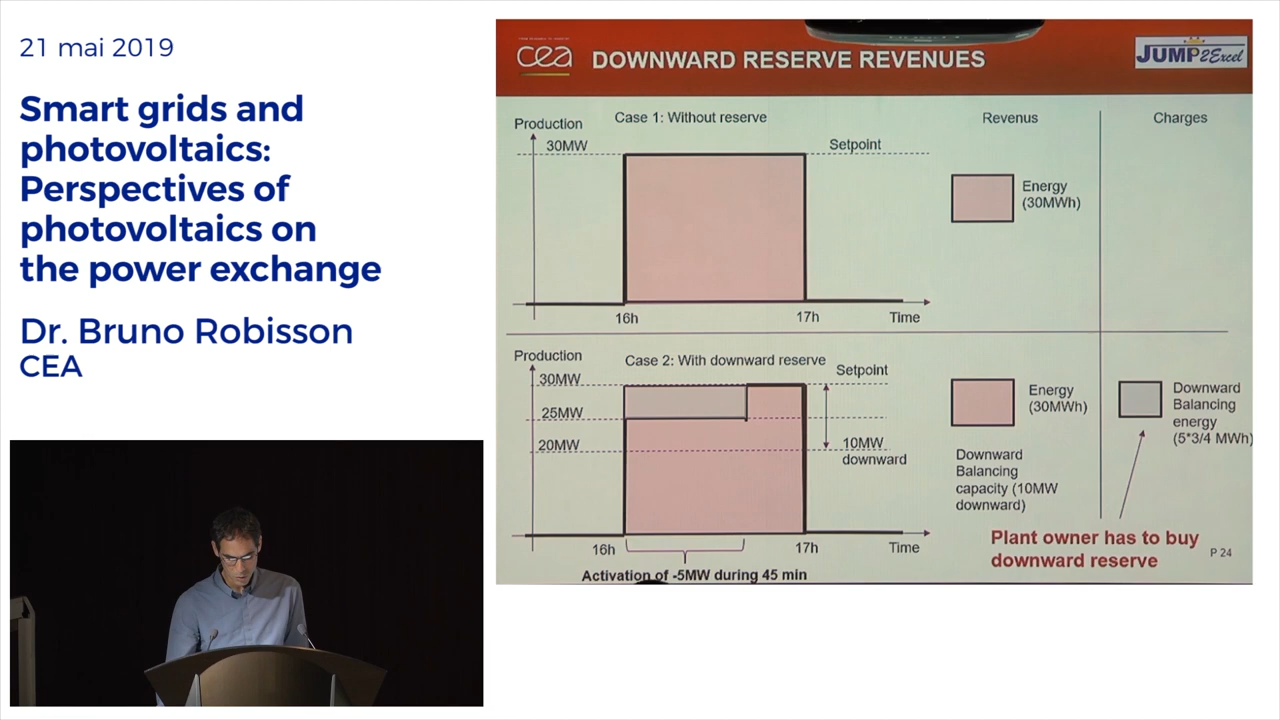 21 mai 2019
Smart grids and
photovoltaics:
Perspectives of
photovoltaics on
the power exchange
Dr. Bruno Robisson
CEA
cea
DOWNWARD RESERVE REVENUES
JUMP2Excel
Case 1: Without reserve
Revenus
Charges
Production
30MW
Setpoint
Energy
(30MWh)
16h
17h
Time
Production
Case 2: With downward reserve
Setpoint
30MW
25MW
20MW
10MW
downward
Energy
(30MWh)
Downward
Balancing
energy
(5*3/4 MWh)
Downward
Balancing
capacity (10MW
downward)
16h
17h
Time
Activation of -5MW during 45 min
Plant owner has to buy
downward reserve
P 24